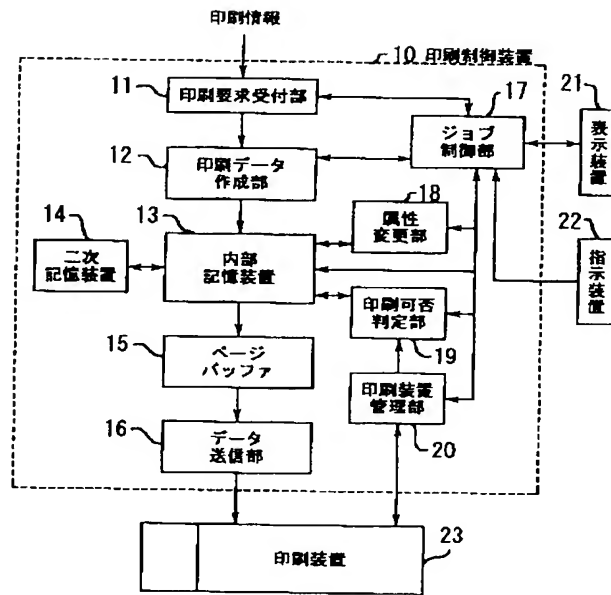 印刷情報
10 印刷制御装置
11
印刷要求受付部
17
ジョブ
制御部
21
表示装置
12
印刷データ
作成部
18
属性
変更部
22
指示装置
14
二次
記憶装置
13
内部
記憶装置
印刷可否
判定部
19
15
ページ
バッファ
印刷装置
管理部
20
16
データ
送信部
印刷装置
23